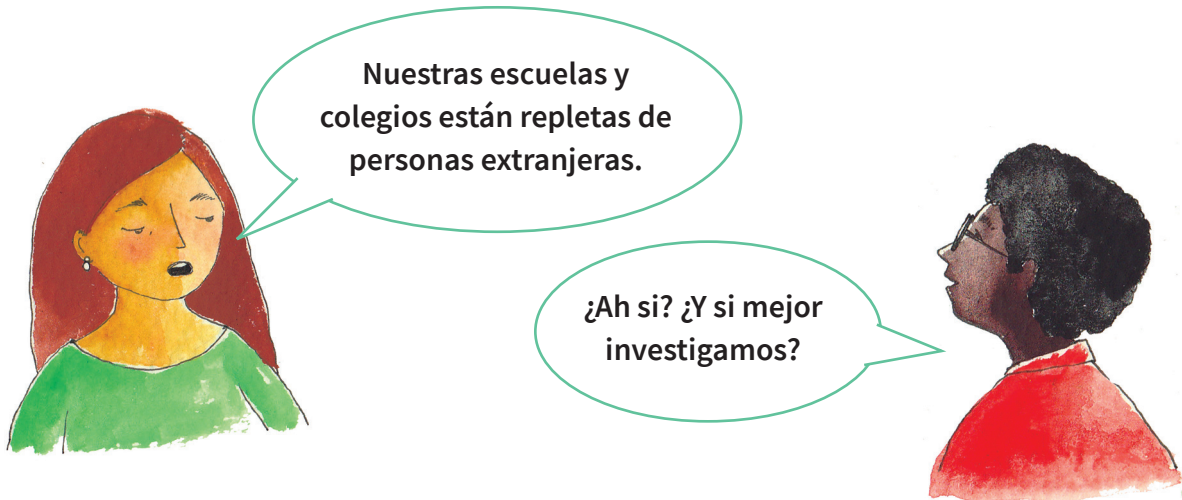 Nuestras escuelas y
colegios están repletas de
personas extranjeras.
¿Ah si? ¿Y si mejor
investigamos?